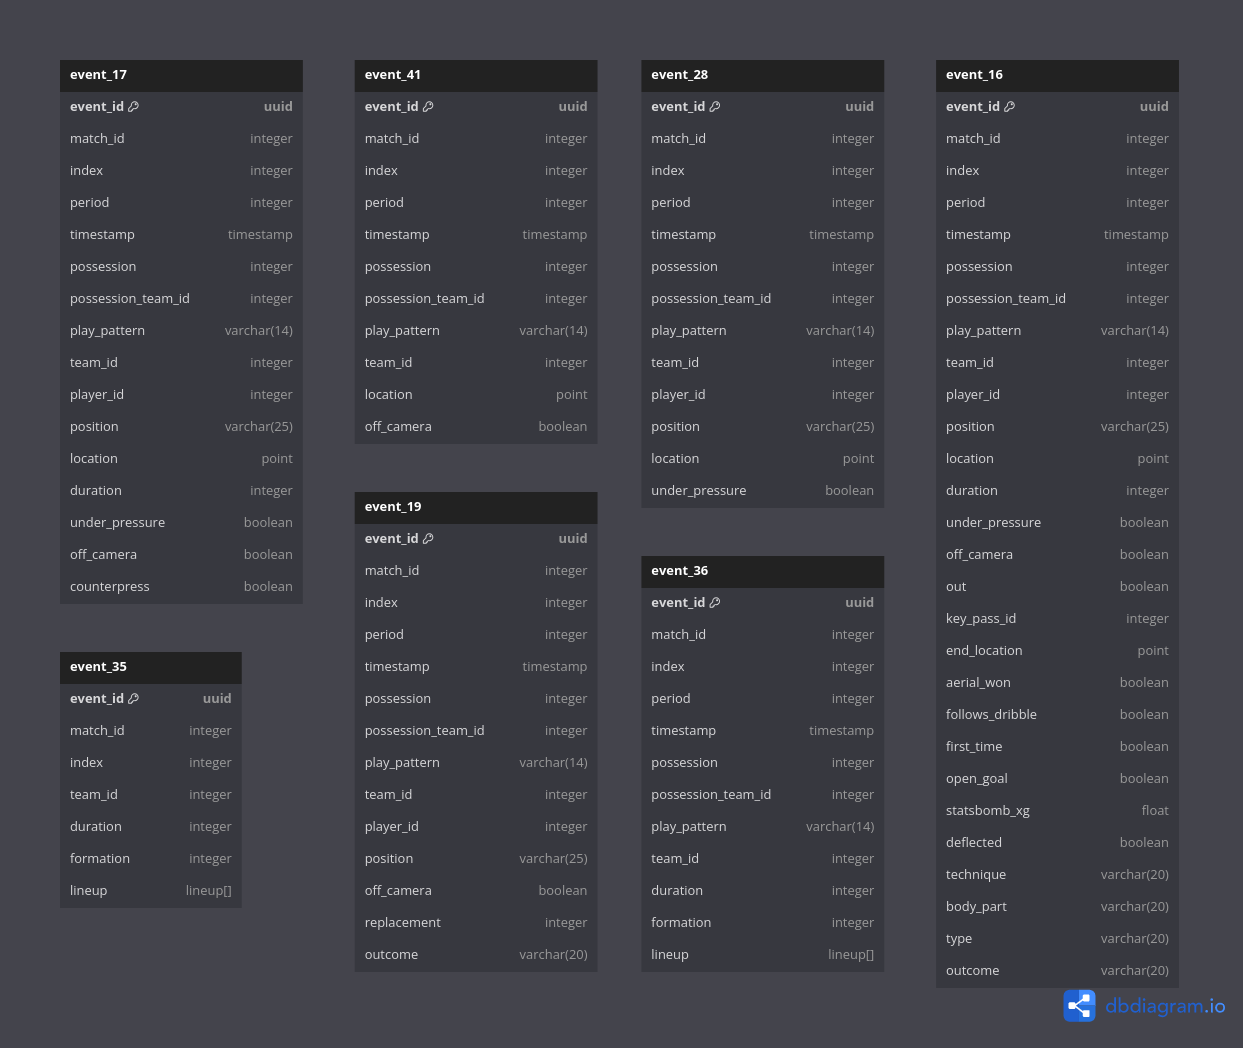 event_17
event_id uuid
match_id integer
index integer
period integer
timestamp timestamp
possession integer
possession_team_id integer
play_pattern varchar(14)
team_id integer
player_id integer
position varchar(25)
location point
duration integer
under_pressure boolean
off_camera boolean
counterpress boolean
event_35
event_id uuid
match_id integer
index integer
team_id integer
duration integer
formation integer
lineup lineup[]
event_41
event_id uuid
match_id integer
index integer
period integer
timestamp timestamp
possession integer
possession_team_id integer
play_pattern varchar(14)
team_id integer
location point
off_camera boolean
event_19
event_id uuid
match_id integer
index integer
period integer
timestamp timestamp
possession integer
possession_team_id integer
play_pattern varchar(14)
team_id integer
player_id integer
position varchar(25)
off_camera boolean
replacement integer
outcome varchar(20)
event_28
event_id uuid
match_id integer
index integer
period integer
timestamp timestamp
possession integer
possession_team_id integer
play_pattern varchar(14)
team_id integer
player_id integer
position varchar(25)
location point
under_pressure boolean
event_36
event_id uuid
match_id integer
index integer
period integer
timestamp timestamp
possession integer
possession_team_id integer
play_pattern varchar(14)
team_id integer
duration integer
formation integer
lineup lineup[]
event_16
event_id uuid
match_id integer
index integer
period integer
timestamp timestamp
possession integer
possession_team_id integer
play_pattern varchar(14)
team_id integer
player_id integer
position varchar(25)
location point
duration integer
under_pressure boolean
off_camera boolean
out boolean
key_pass_id integer
end_location point
aerial_won boolean
follows_dribble boolean
first_time boolean
open_goal boolean
statsbomb_xg float
deflected boolean
technique varchar(20)
body_part varchar(20)
type varchar(20)
outcome varchar(20)
dbdiagram.io